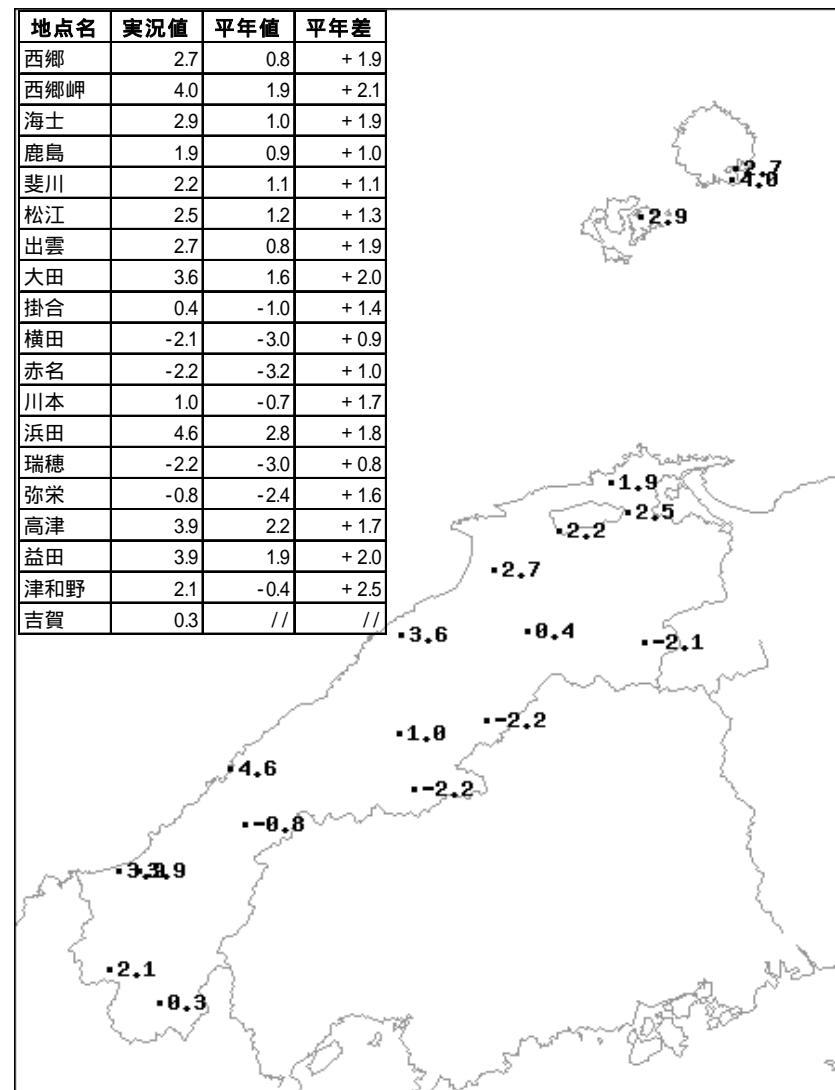 地点名 実況値 平年値 平年差
西郷 2.7 0.8 +1.9
西郷岬 4.0 1.9 +2.1
海士 2.9 1.0 +1.9
鹿島 1.9 0.9 +1.0
斐川 2.2 1.1 +1.1
松江 2.5 1.2 +1.3
出雲 2.7 0.8 +1.9
大田 3.6 1.6 +2.0
掛合 0.4 -1.0 +1.4
横田 -2.1 -3.0 +0.9
赤名 -2.2 -3.2 +1.0
川本 1.0 -0.7 +1.7
浜田 4.6 2.8 +1.8
瑞穂 -2.2 -3.0 +0.8
弥栄 -0.8 -2.4 +1.6
高津 3.9 2.2 +1.7
益田 3.9 1.9 +2.0
津和野 2.1 -0.4 +2.5
吉賀 0.3 // //
2.7
4.0
2.9
1.9
2.5
2.2
2.7
3.6
0.4
-2.1
-2.2
1.0
4.6
-2.2
-0.8
3.9
3.9
2.1
0.3